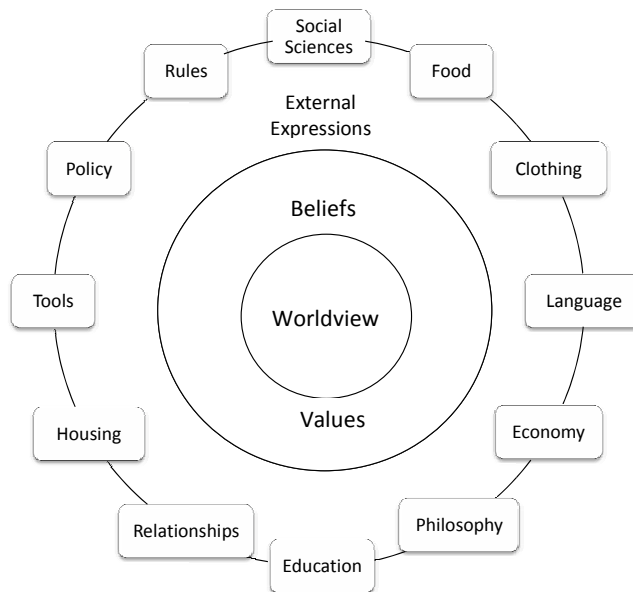 Social
Sciences
Rules
Food
External
Expressions
Policy
Clothing
Beliefs
Tools
Worldview
Language
Values
Housing
Economy
Relationships
Philosophy
Education